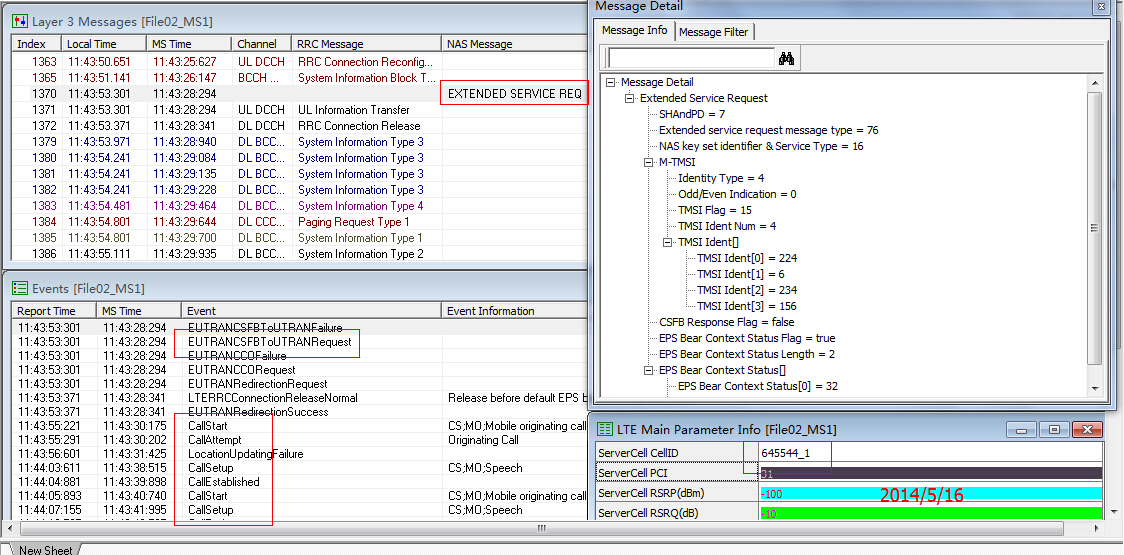 Layer 3 Messages [File02_MS1]
Index Local Time MS Time Channel RRC Message NAS Message
1363 11:43:50.651 11:43:25:627 UL DCCH RRC Connection Reconfig...
1365 11:43:51.141 11:43:26:147 BCCH ... System Information Block T...
1370 11:43:53.301 11:43:28:294 EXTENDED SERVICE REQ
1371 11:43:53.301 11:43:28:294 UL DCCH UL Information Transfer
1372 11:43:53.371 11:43:28:341 DL DCCH RRC Connection Release
1379 11:43:53.971 11:43:28:940 DL BCC... System Information Type 3
1380 11:43:54.241 11:43:29:084 DL BCC... System Information Type 3
1381 11:43:54.241 11:43:29:135 DL BCC... System Information Type 3
1382 11:43:54.241 11:43:29:228 DL BCC... System Information Type 3
1383 11:43:54.481 11:43:29:464 DL BCC... System Information Type 4
1384 11:43:54.801 11:43:29:644 DL CCC... Paging Request Type 1
1385 11:43:54.801 11:43:29:700 DL BCC... System Information Type 1
1386 11:43:55.111 11:43:29:935 DL BCC... System Information Type 2
Events [File02_MS1]
Report Time MS Time Event Event Information
11:43:53:301 11:43:28:294 EUTRANCSFBToUTRANFailure
11:43:53:301 11:43:28:294 EUTRANCSFBToUTRANRequest
11:43:53:301 11:43:28:294 EUTRANCCOFailure
11:43:53:301 11:43:28:294 EUTRANCCORequest
11:43:53:301 11:43:28:294 EUTRANRedirectionRequest
11:43:53:371 11:43:28:341 LTERRCConnectionReleaseNormal Release before default EPS b
11:43:53:371 11:43:28:341 EUTRANRedirectionSuccess
11:43:55:221 11:43:30:175 CallStart CS;MO;Mobile originating call
11:43:55:291 11:43:30:202 CallAttempt Originating Call
11:43:56:601 11:43:31:425 LocationUpdatingFailure
11:44:03:611 11:43:38:515 CallSetup CS;MO;Speech
11:44:04:881 11:43:39:898 CallEstablished
11:44:05:893 11:43:40:740 CallStart CS;MO;Mobile originating call
11:44:07:155 11:43:41:995 CallSetup CS;MO;Speech
New Sheet
Message Detail
Message Info Message Filter
Message Detail
Extended Service Request
SHAndPD = 7
Extended service request message type = 76
NAS key set identifier & Service Type = 16
M-TMSI
Identity Type = 4
Odd/Even Indication = 0
TMSI Flag = 15
TMSI Ident Num = 4
TMSI Ident[]
TMSI Ident[0] = 224
TMSI Ident[1] = 6
TMSI Ident[2] = 234
TMSI Ident[3] = 156
CSFB Response Flag = false
EPS Bear Context Status Flag = true
EPS Bear Context Status Length = 2
EPS Bear Context Status[]
EPS Bear Context Status[0] = 32
LTE Main Parameter Info [File02_MS1]
ServerCell CellID 645544_1
ServerCell PCI 31
ServerCell RSRP(dBm) -100
2014/5/16
ServerCell RSRQ(dB) -10